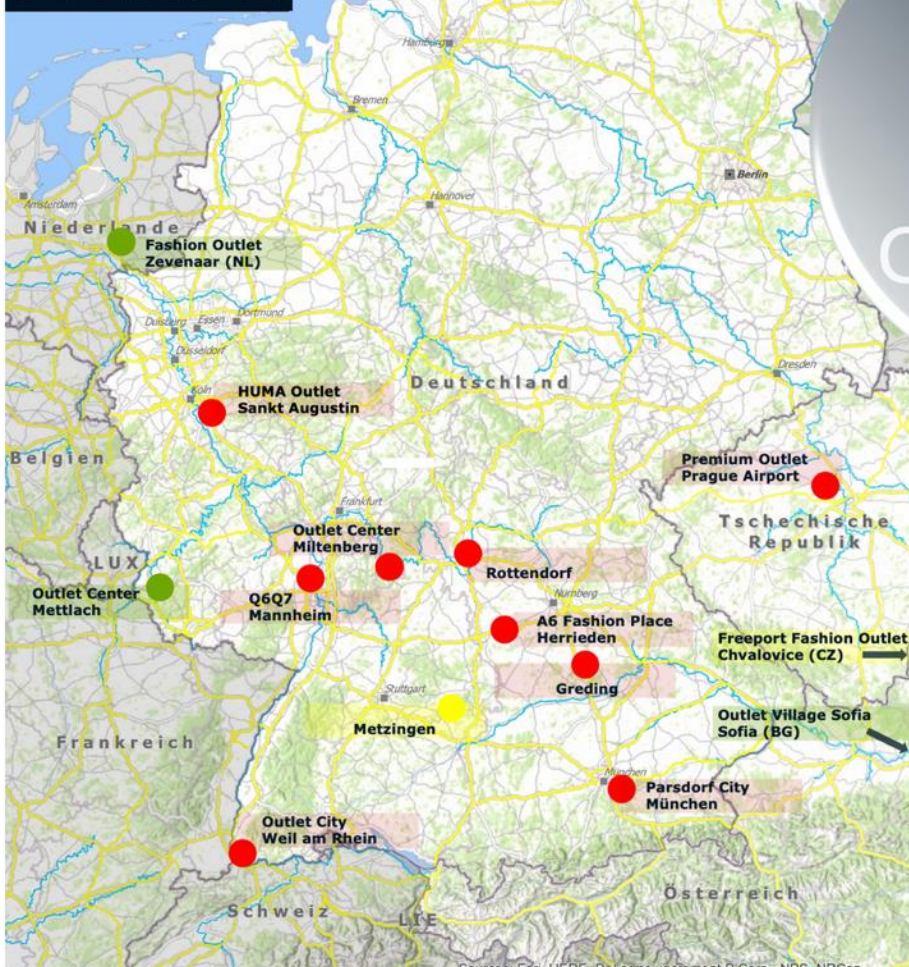 Hamburg
Bremen
Berlin
Amsterdam
Hannover
Niederlande
Fashion Outlet
Zevenaar (NL)
Duisburg
Essen
Dortmund
Düsseldorf
Dresden
Köln
Deutschland
HUMA Outlet
Sankt Augustin
Belgien
Premium Outlet
Prague Airport
Frankfurt
Tschechische
Republik
Outlet Center
Miltenberg
LUX
Rottendorf
Outlet Center
Mettlach
Q6Q7
Mannheim
Nürnberg
A6 Fashion Place
Herrieden
Freeport Fashion Outlet
Chvalovice (CZ)
Greding
Stuttgart
Outlet Village Sofia
Sofia (BG)
Metzingen
Frankreich
München
Parsdorf City
München
Outlet City
Weil am Rhein
Österreich
Schweiz
LIE